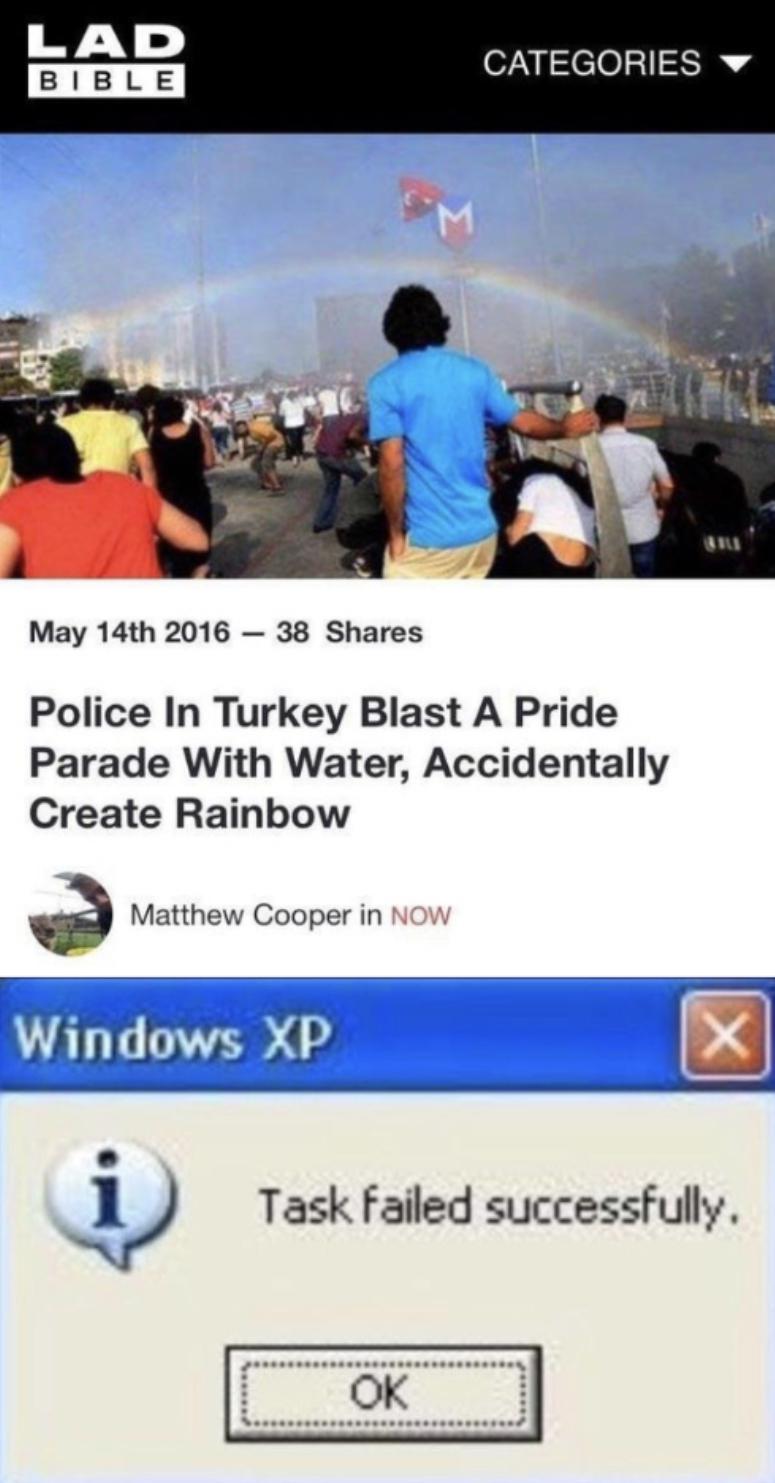 LAD
BIBLE
CATEGORIES
M
May 14th 2016 — 38 Shares
Police In Turkey Blast A Pride
Parade With Water, Accidentally
Create Rainbow
Matthew Cooper in NOW
Windows XP
i
Task failed successfully.
OK